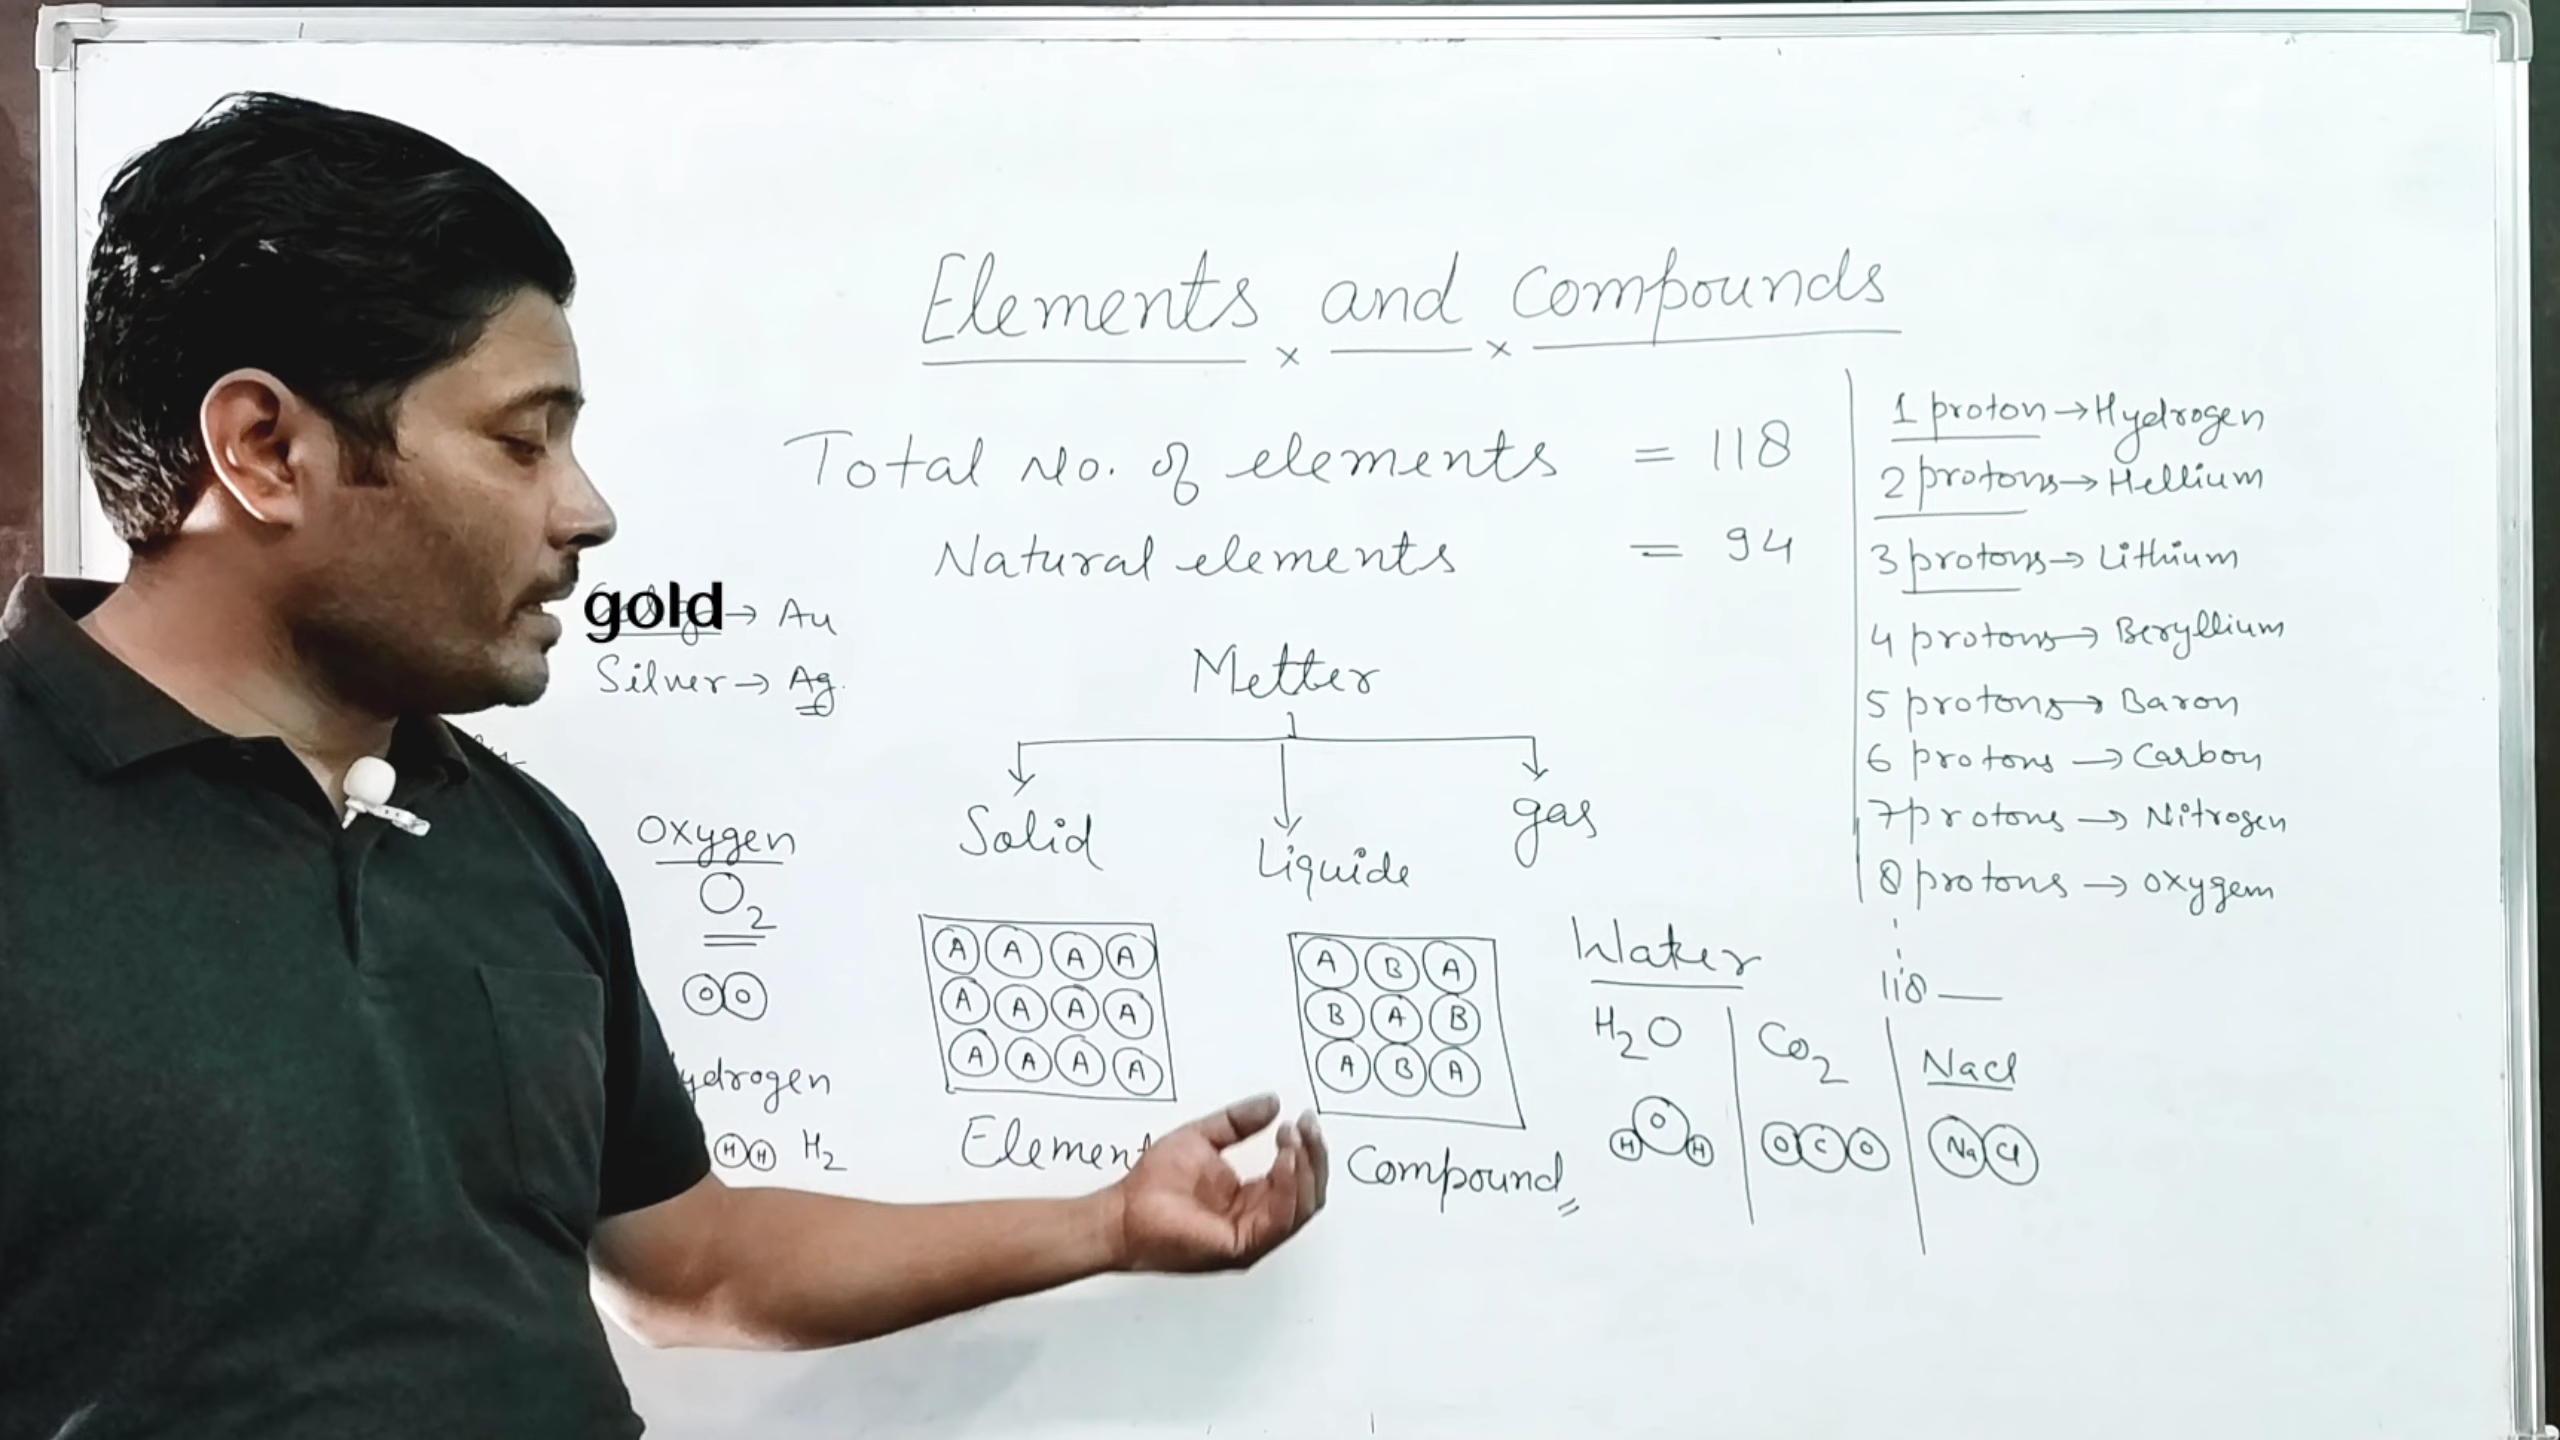 Elements and Compounds
Total No. of elements = 118
Natural elements = 94
1 proton → Hydrogen
2 protons → Hellium
3 protons → Lithium
4 protons → Beryllium
5 protons → Baron
6 protons → Carbon
7 protons → Nitrogen
8 protons → oxygen
118
gold → Au
Silver → Ag
Metter
Solid Liquide gas
Oxygen
O2
O O
ydrogen
H H H2
A A A A
A A A A
A A A A
Element
A B A
B A B
A B A
Compound
Water
H2O
H O H
Co2
O C O
Nacl
Na Cl